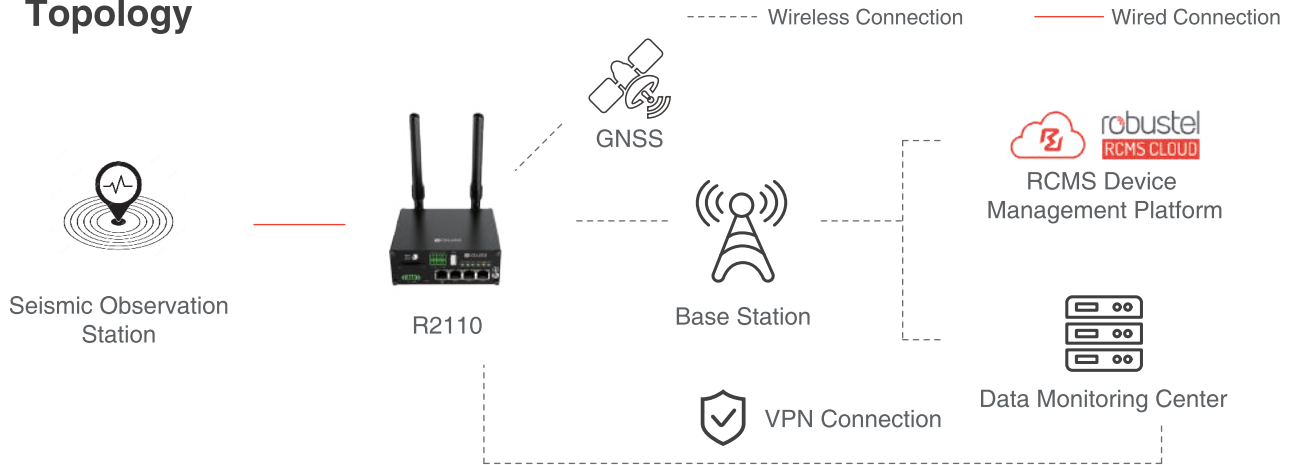 Topology
Wireless Connection
Wired Connection
GNSS
robustel
RCMS CLOUD
RCMS Device
Management Platform
Seismic Observation
Station
R2110
Base Station
Data Monitoring Center
VPN Connection